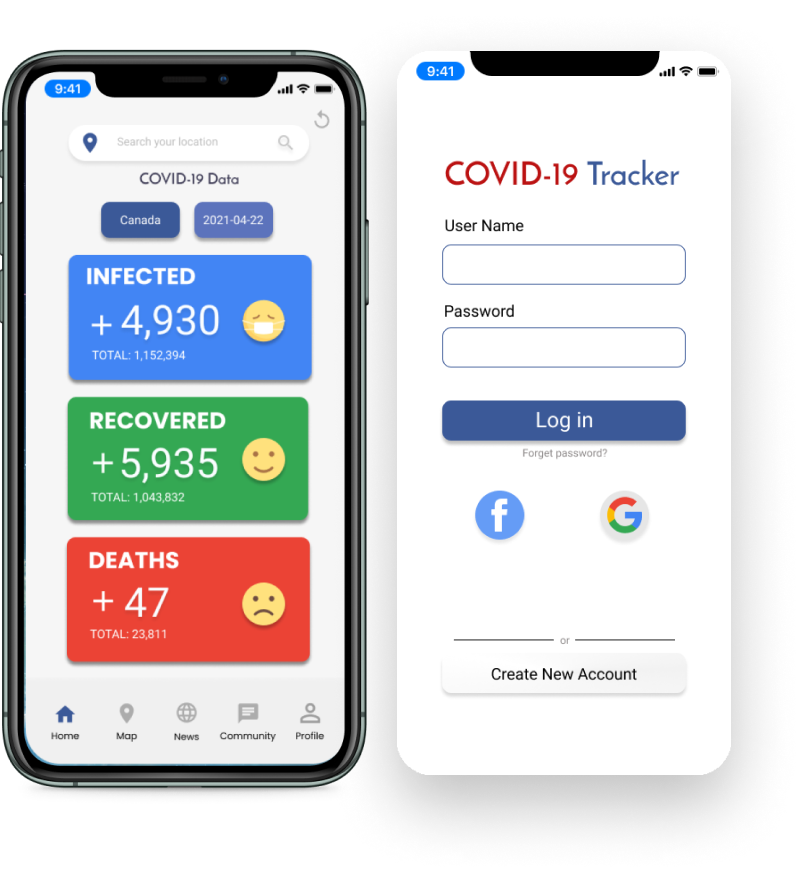 9:41
Search your location
COVID-19 Data
Canada
2021-04-22
INFECTED
+ 4,930
TOTAL: 1,152,394
RECOVERED
+5,935
TOTAL: 1,043,832
DEATHS
+ 47
TOTAL: 23,811
Home
Map
News
Community
Profile
9:41
COVID-19 Tracker
User Name
Password
Log in
Forget password?
f
G
or
Create New Account